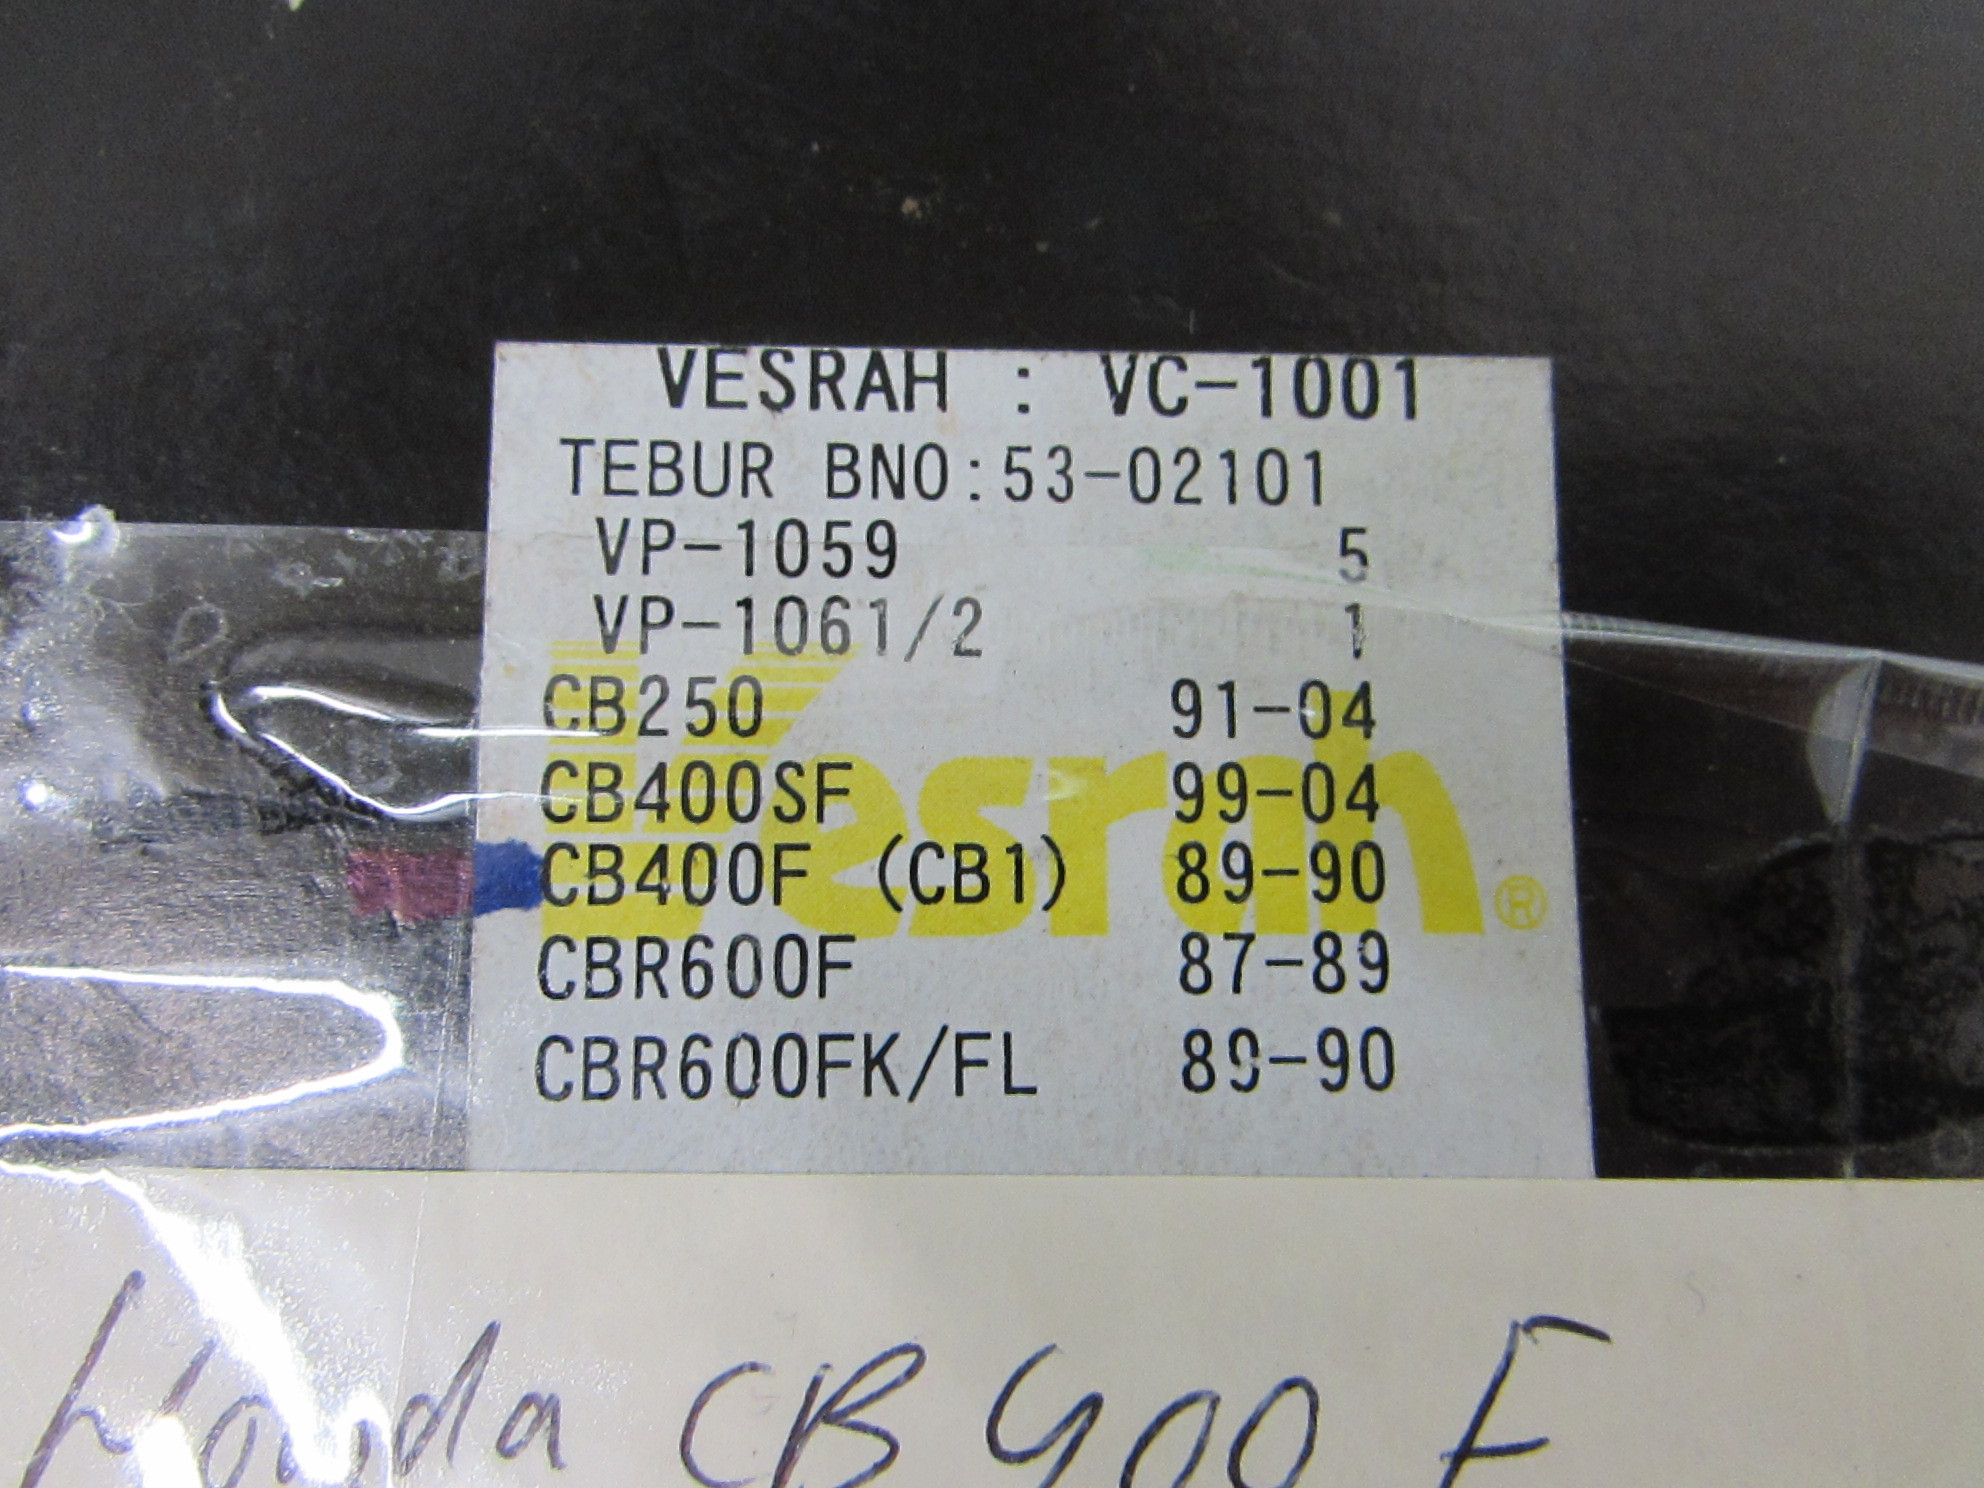 VESRAH : VC-1001
TEBUR BNO:53-02101
VP-1059 5
VP-1061/2 1
CB250 91-04
CB400SF 99-04
CB400F (CB1) 89-90
CBR600F 87-89
CBR600FK/FL 89-90
Vesrah®
Honda CB 400 F